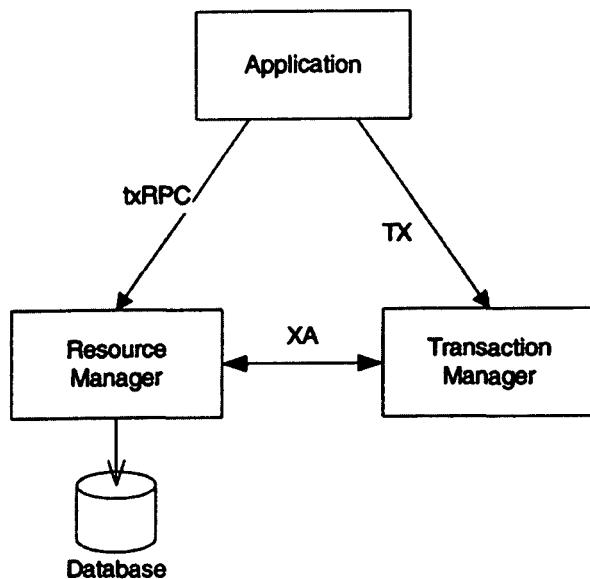 Application
txRPC
TX
XA
Resource
Manager
Transaction
Manager
Database